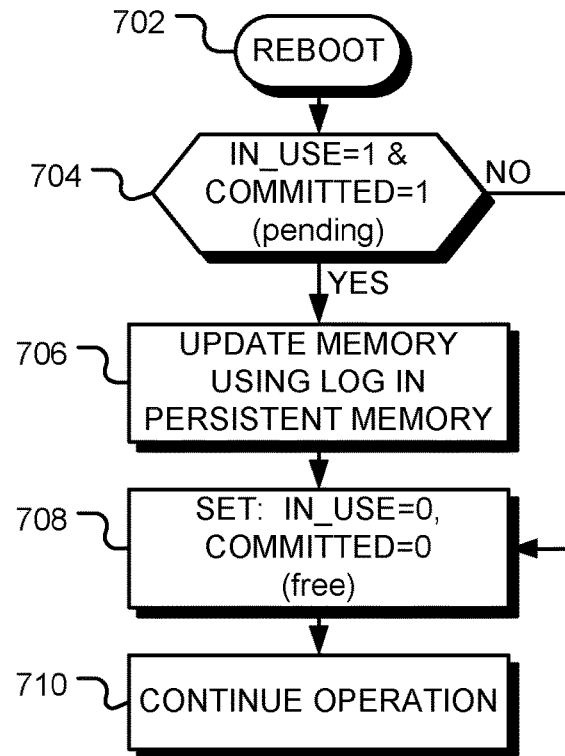 702
REBOOT
704
IN_USE=1 &
COMMITTED=1
(pending)
NO
YES
706
UPDATE MEMORY
USING LOG IN
PERSISTENT MEMORY
708
SET: IN_USE=0,
COMMITTED=0
(free)
710
CONTINUE OPERATION